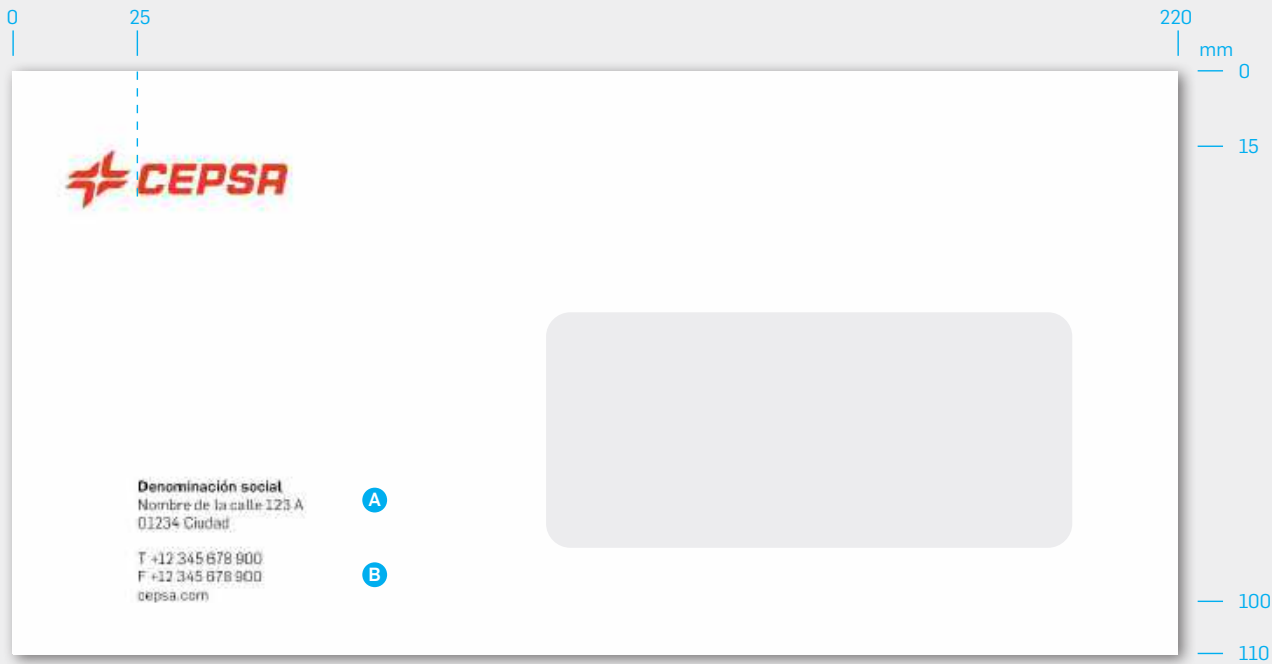 0 25 220
mm
0
15
CEPSA
Denominación social
Nombre de la calle 123 A
01234 Ciudad
A
T +12 345 678 900
F +12 345 678 900
cepsa.com
B
100
110